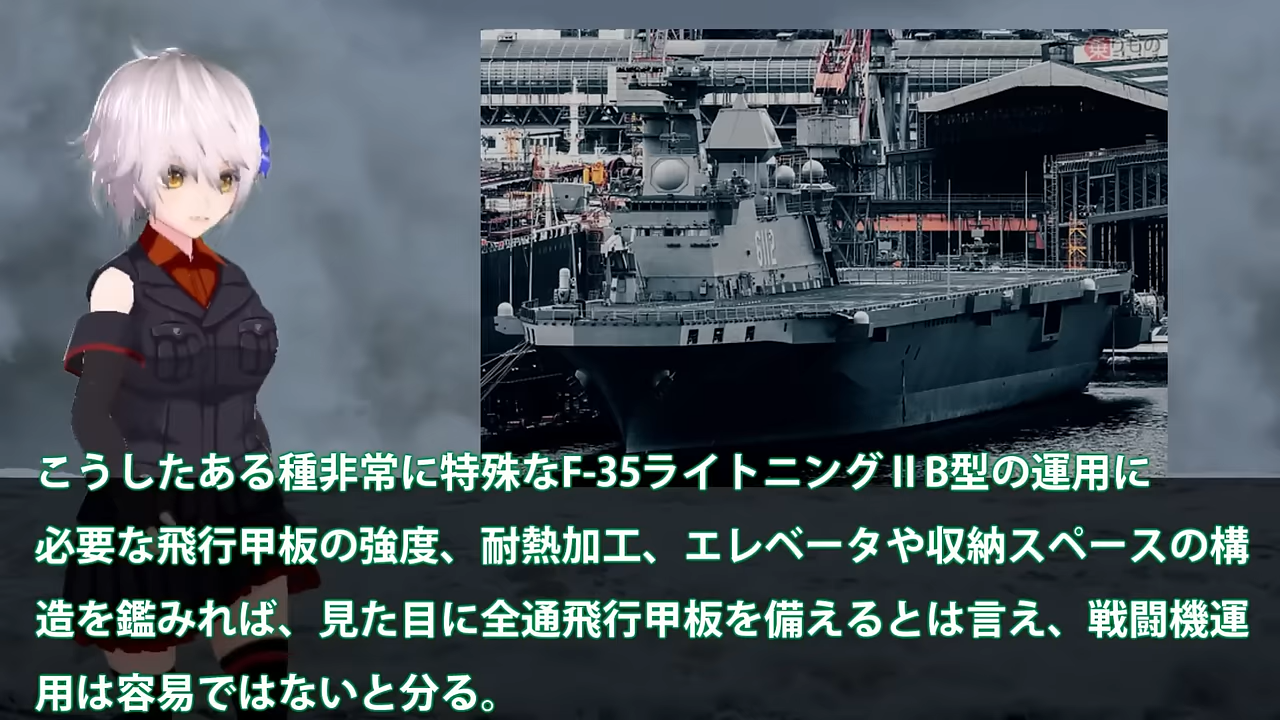 乗りもの
6112
こうしたある種非常に特殊なF-35ライトニングⅡB型の運用に
必要な飛行甲板の強度、耐熱加工、エレベータや収納スペースの構
造を鑑みれば、見た目に全通飛行甲板を備えるとは言え、戦闘機運
用は容易ではないと分る。